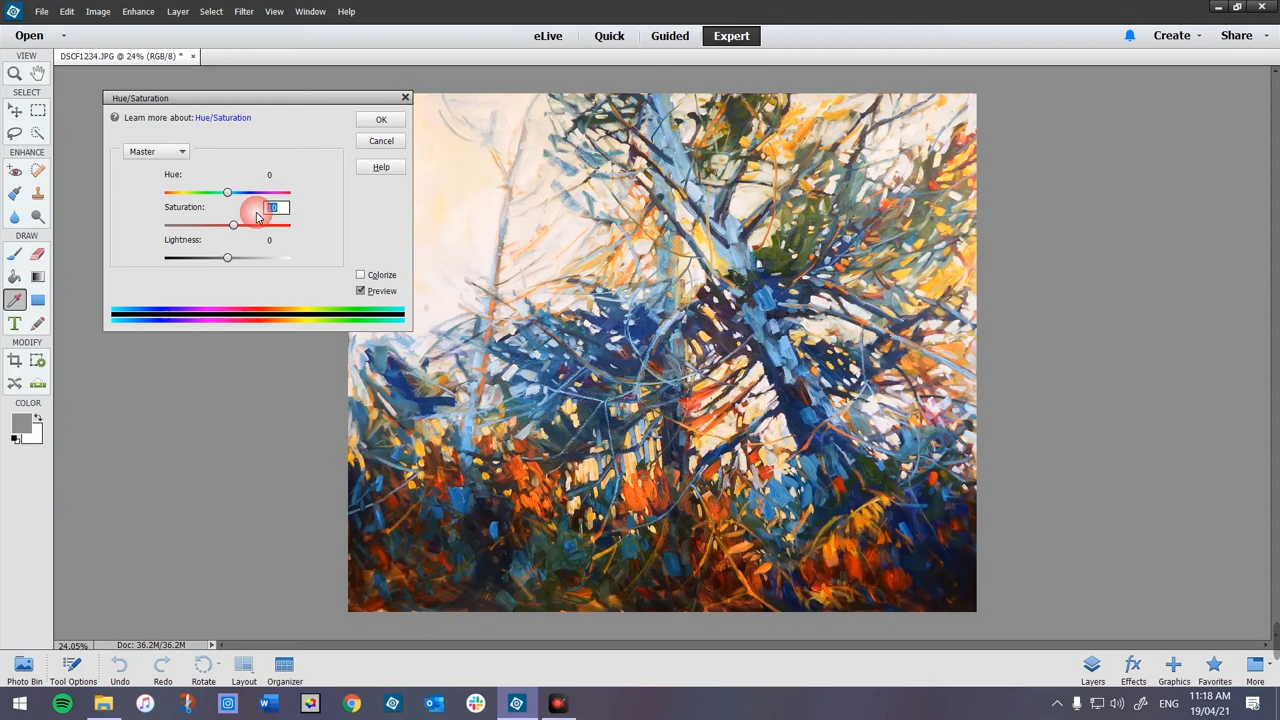 File Edit Image Enhance Layer Select Filter View Window Help
Open eLive Quick Guided Expert Create Share
VIEW
DSCF1234.JPG @ 24% (RGB/8) * ×
SELECT
ENHANCE
DRAW
MODIFY
COLOR
Hue/Saturation
Learn more about: Hue/Saturation
OK
Cancel
Help
Master
Hue: 0
Saturation: 10
Lightness: 0
Colorize
Preview
24.05% Doc: 36.2M/36.2M
Photo Bin Tool Options Undo Redo Rotate Layout Organizer Layers Effects Graphics Favorites More
ENG
11:18 AM
19/04/21